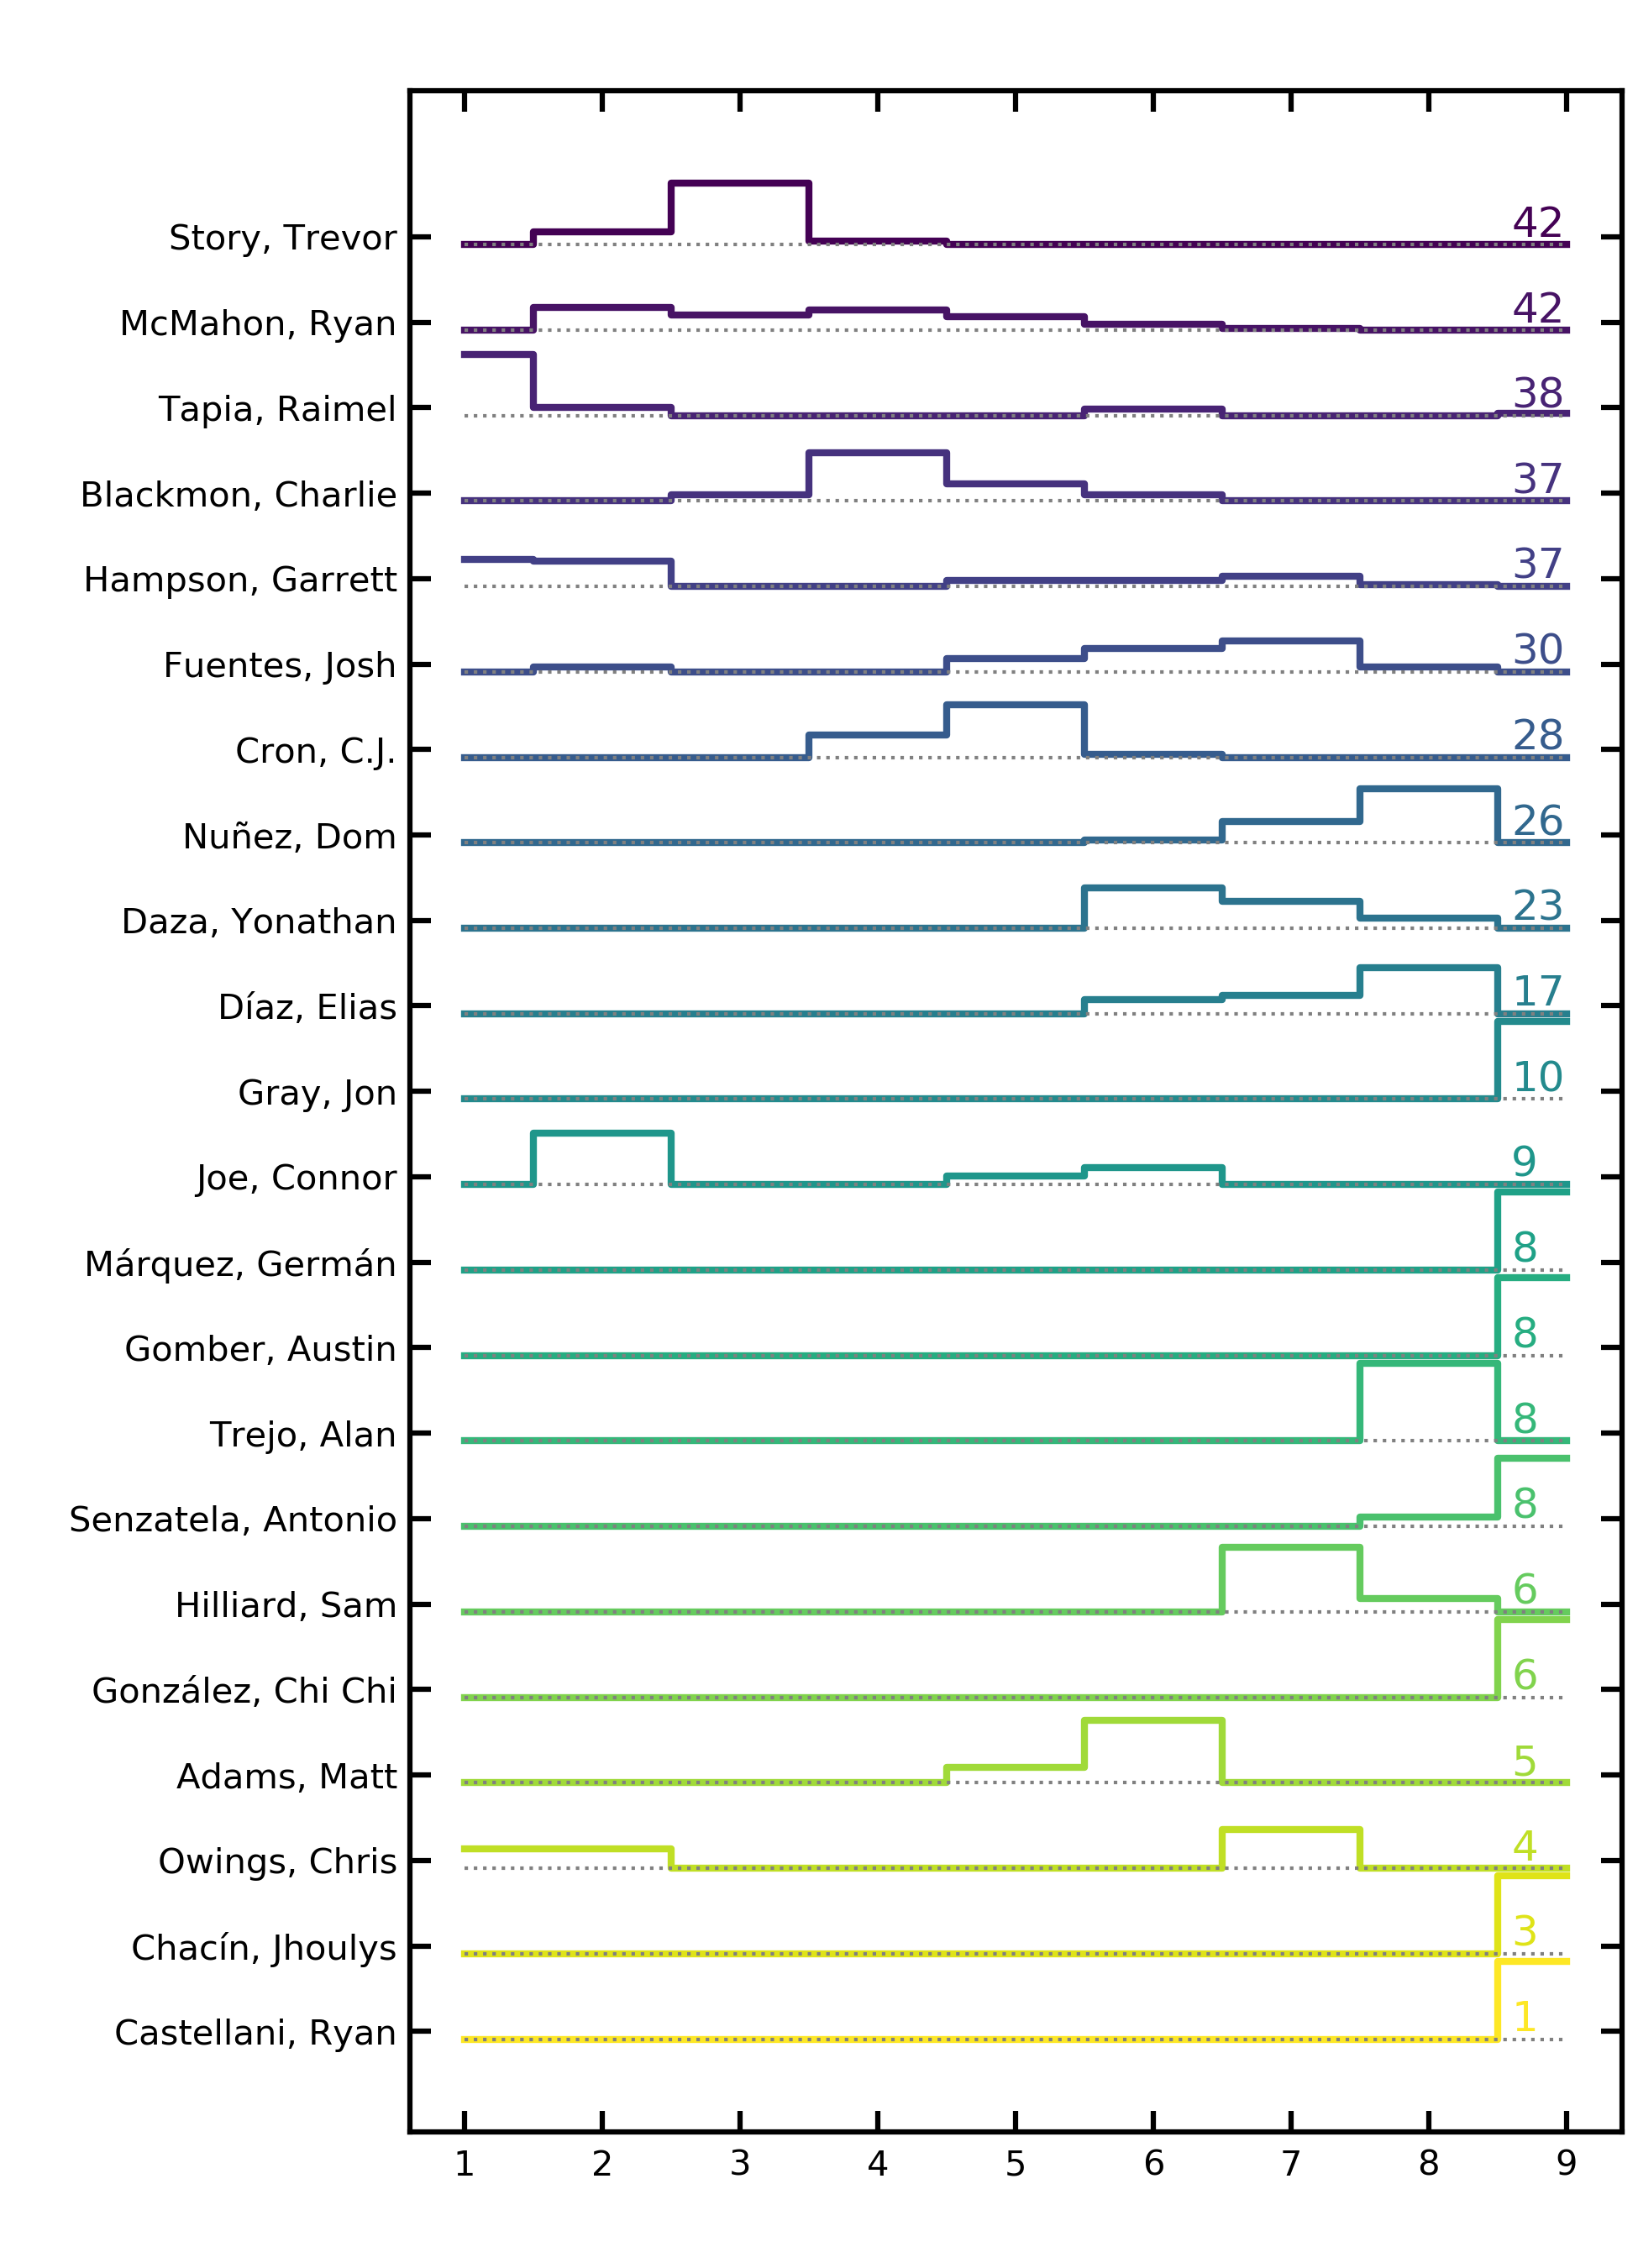 Story, Trevor 42
McMahon, Ryan 42
Tapia, Raimel 38
Blackmon, Charlie 37
Hampson, Garrett 37
Fuentes, Josh 30
Cron, C.J. 28
Nuñez, Dom 26
Daza, Yonathan 23
Díaz, Elias 17
Gray, Jon 10
Joe, Connor 9
Márquez, Germán 8
Gomber, Austin 8
Trejo, Alan 8
Senzatela, Antonio 8
Hilliard, Sam 6
González, Chi Chi 6
Adams, Matt 5
Owings, Chris 4
Chacín, Jhoulys 3
Castellani, Ryan 1
1 2 3 4 5 6 7 8 9